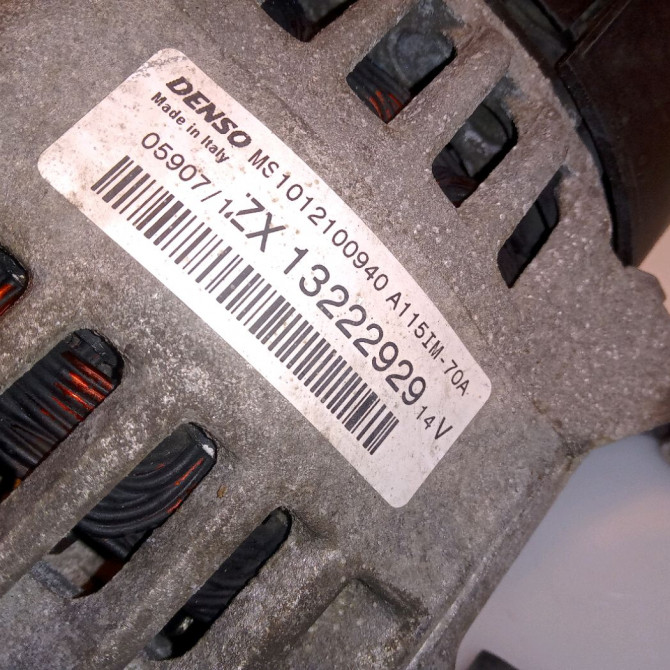 DENSO MS1012100940 A115IM-70A
Made in Italy
ZX 13222929 14V
05907/1